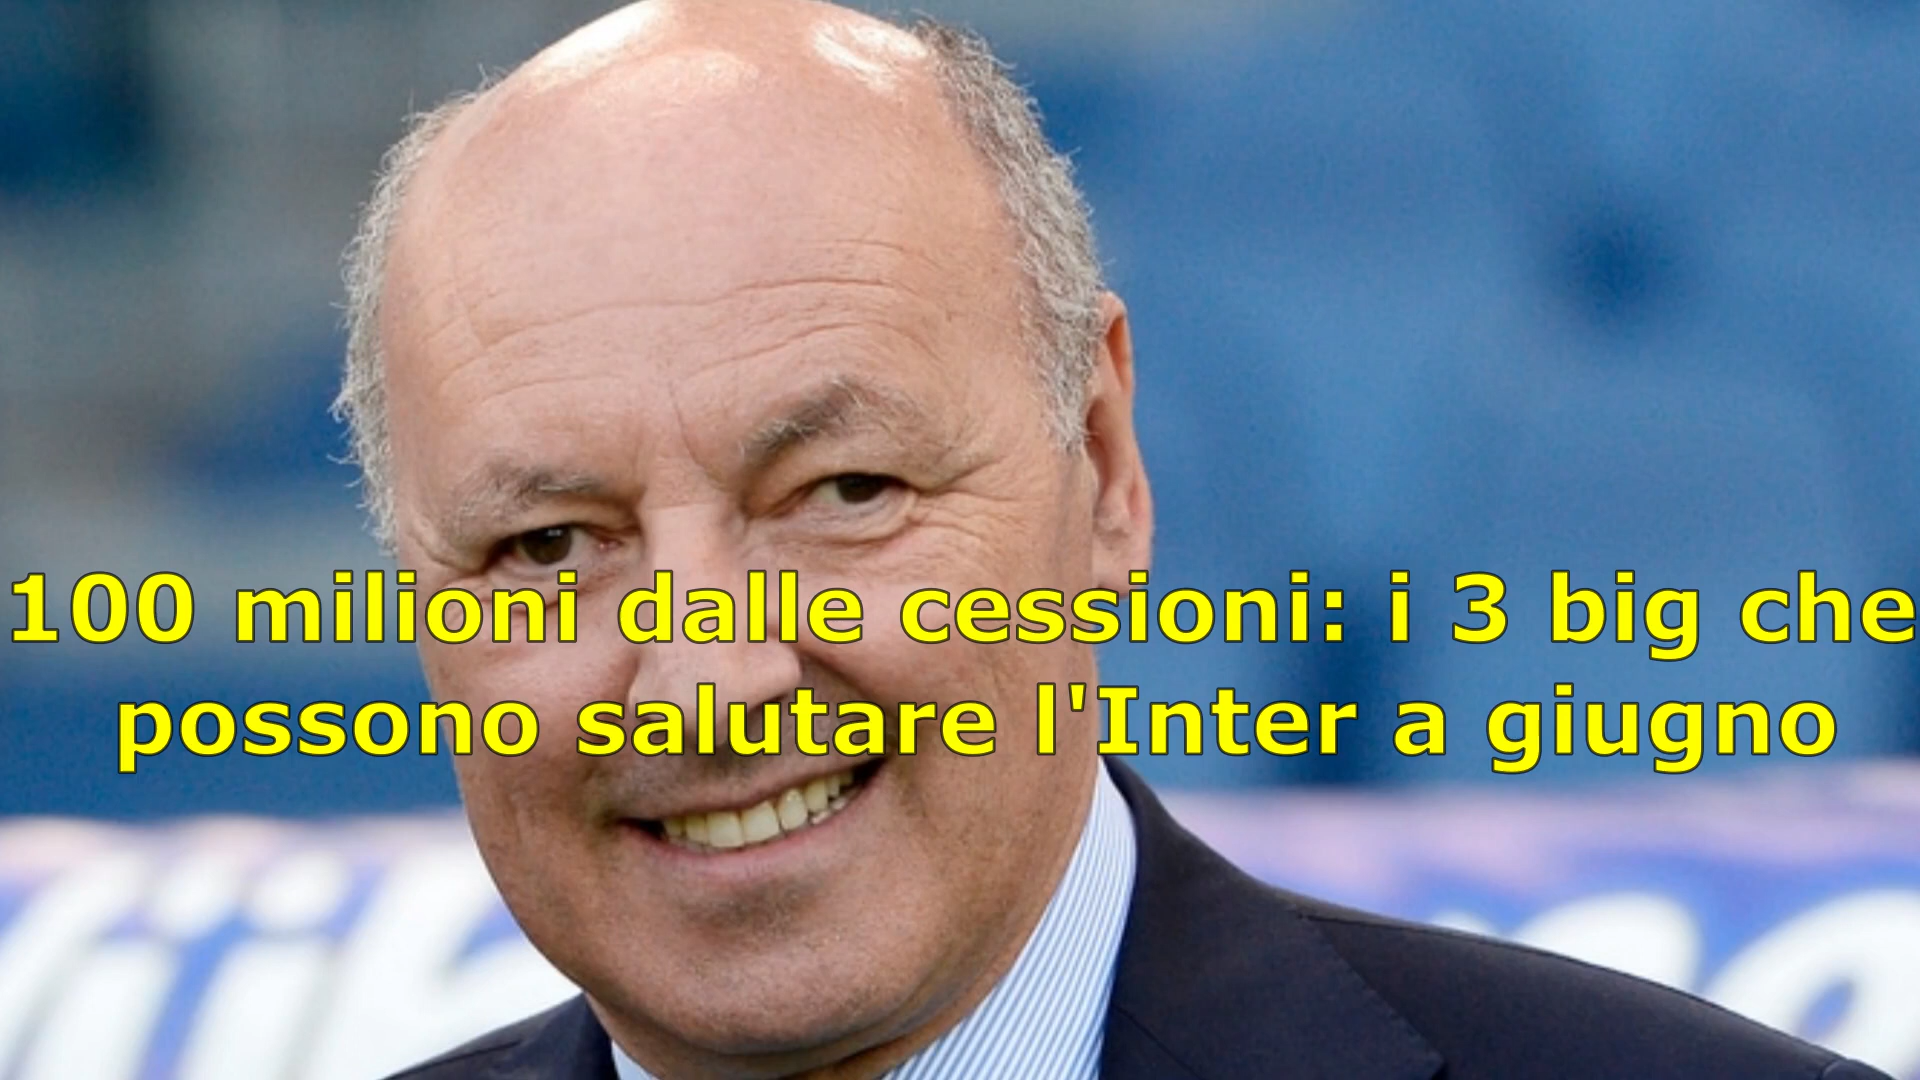 100 milioni dalle cessioni: i 3 big che
possono salutare l'Inter a giugno